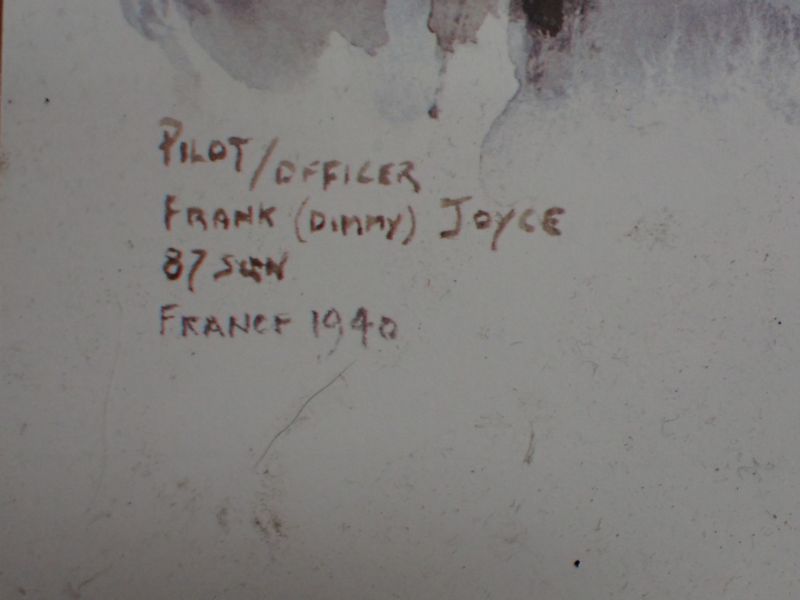 PILOT/OFFICER
FRANK (DIMMY) JOYCE
87 SQDN
FRANCE 1940